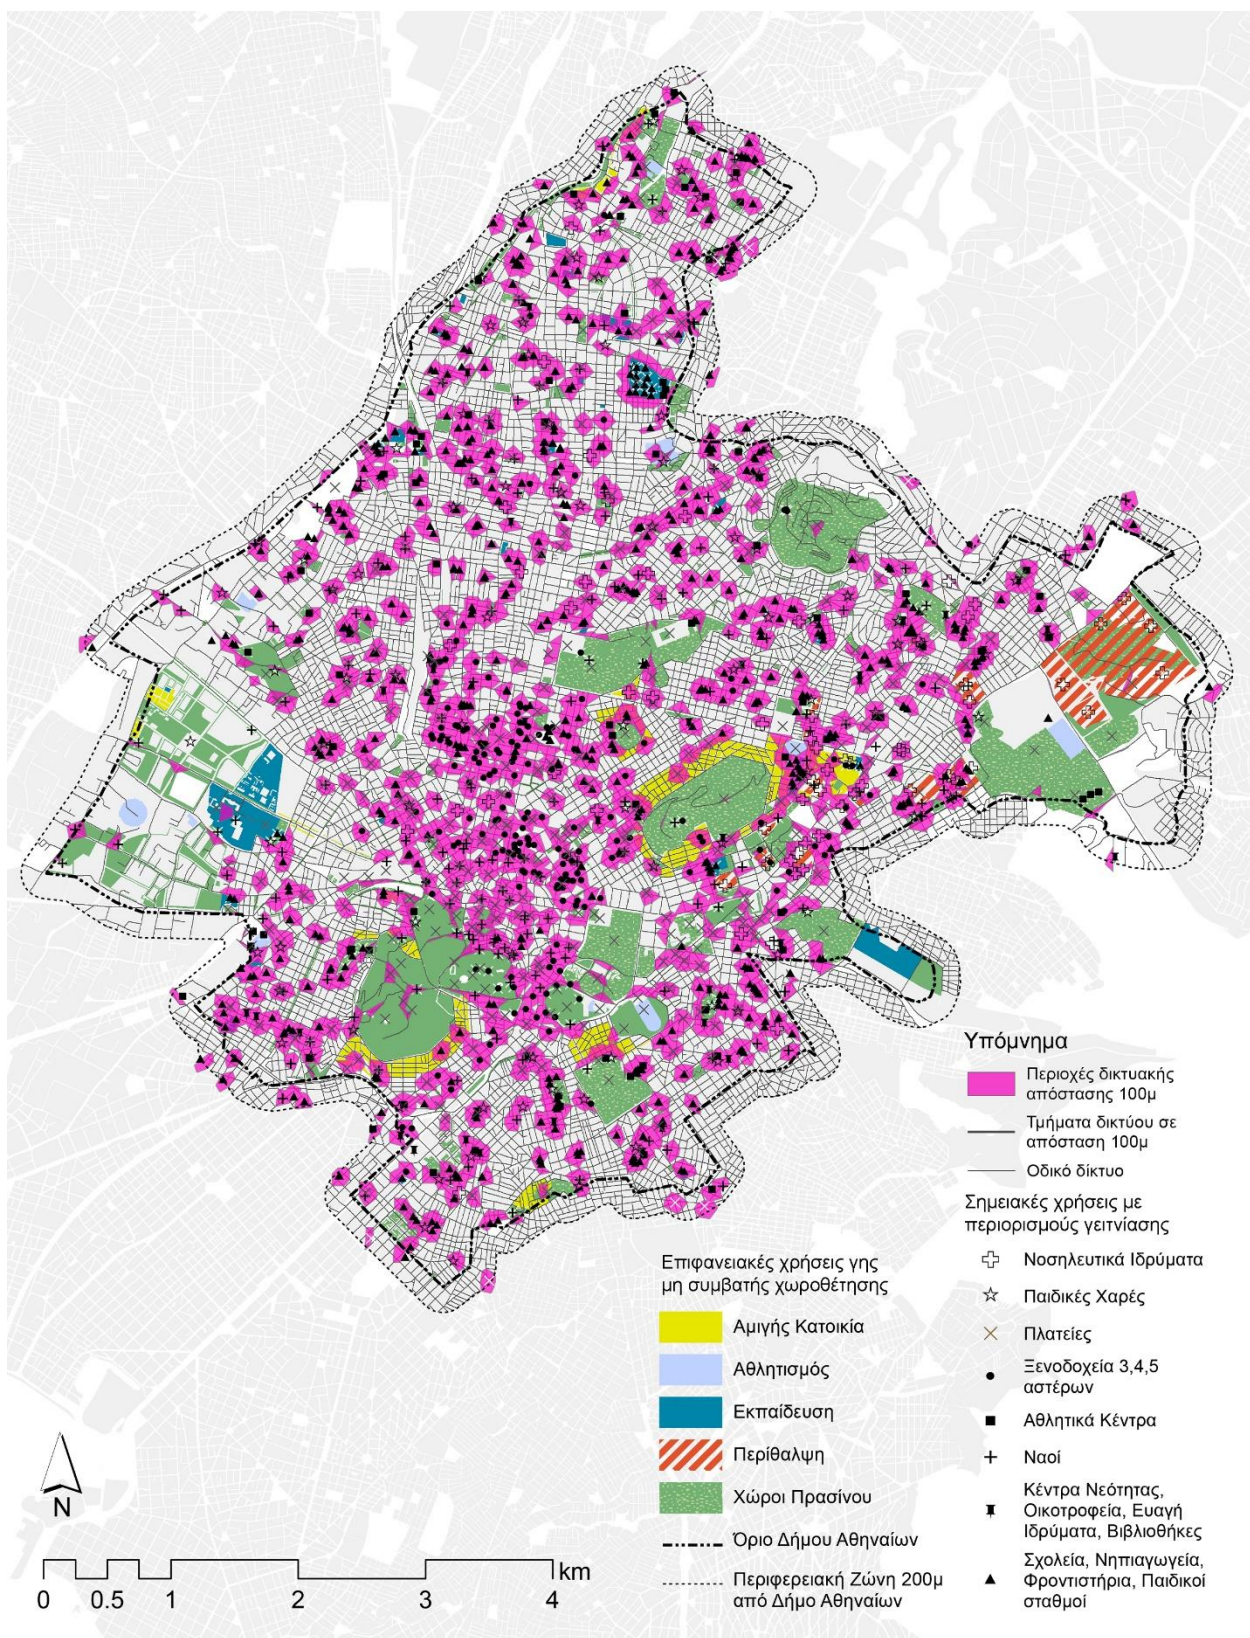 Υπόμνημα
Περιοχές δικτυακής
απόστασης 100μ
Τμήματα δικτύου σε
απόσταση 100μ
Οδικό δίκτυο
Σημειακές χρήσεις με
περιορισμούς γειτνίασης
Νοσηλευτικά Ιδρύματα
Παιδικές Χαρές
Πλατείες
Ξενοδοχεία 3,4,5
αστέρων
Αθλητικά Κέντρα
Ναοί
Κέντρα Νεότητας,
Οικοτροφεία, Ευαγή
Ιδρύματα, Βιβλιοθήκες
Σχολεία, Νηπιαγωγεία,
Φροντιστήρια, Παιδικοί
σταθμοί
Επιφανειακές χρήσεις γης
μη συμβατής χωροθέτησης
Αμιγής Κατοικία
Αθλητισμός
Εκπαίδευση
Περίθαλψη
Χώροι Πρασίνου
Όριο Δήμου Αθηναίων
Περιφερειακή Ζώνη 200μ
από Δήμο Αθηναίων
N
km
0 0.5 1 2 3 4